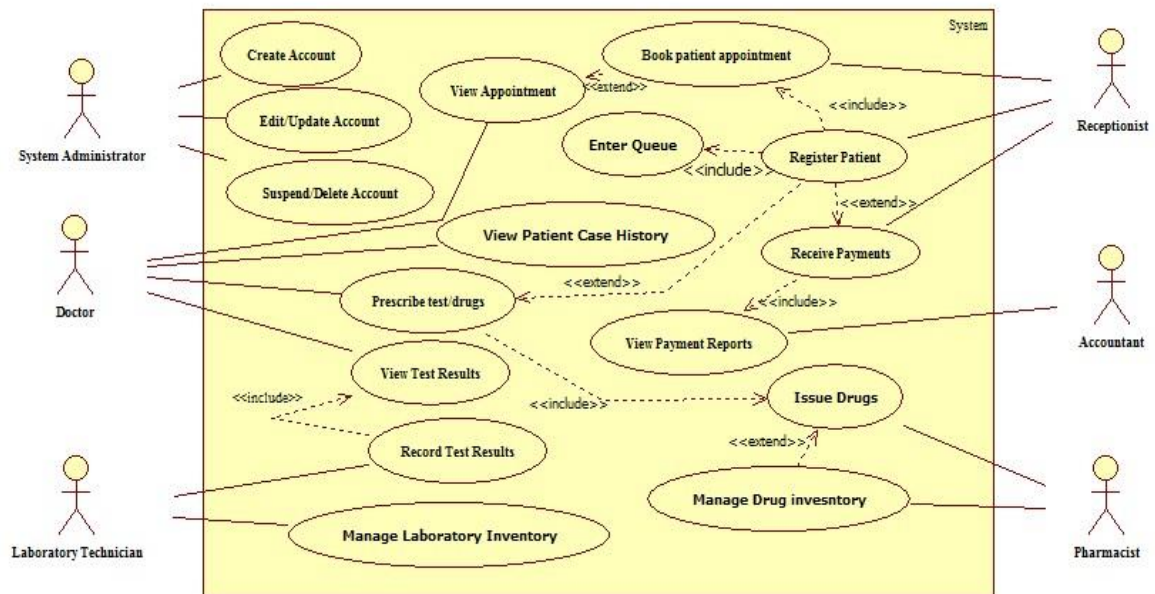 System
Create Account
Book patient appointment
View Appointment
<<extend>>
<<include>>
Edit/Update Account
System Administrator
Receptionist
Enter Queue
Register Patient
<<include>>
Suspend/Delete Account
<<extend>>
View Patient Case History
Receive Payments
<<extend>>
Prescribe test/drugs
<<include>>
Doctor
View Payment Reports
Accountant
View Test Results
<<include>>
<<include>>
Issue Drugs
<<extend>>
Record Test Results
Manage Drug invesntory
Manage Laboratory Inventory
Laboratory Technician
Pharmacist